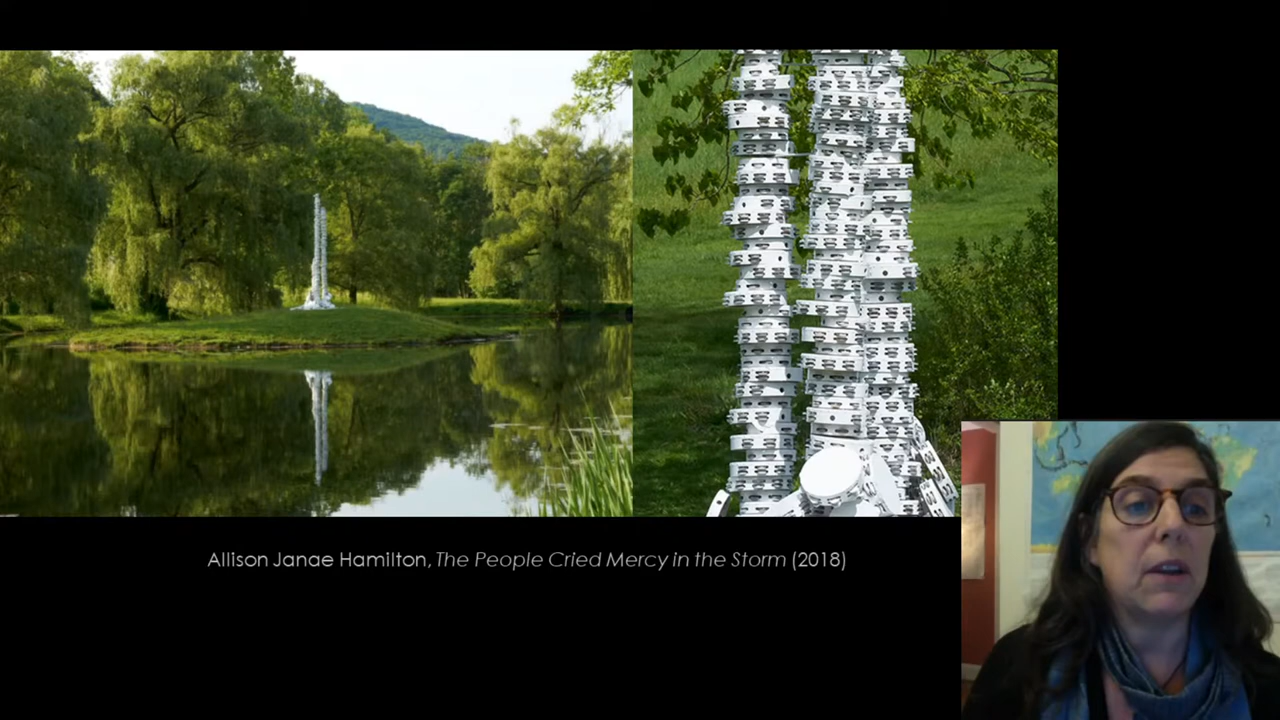 Allison Janae Hamilton, The People Cried Mercy in the Storm (2018)